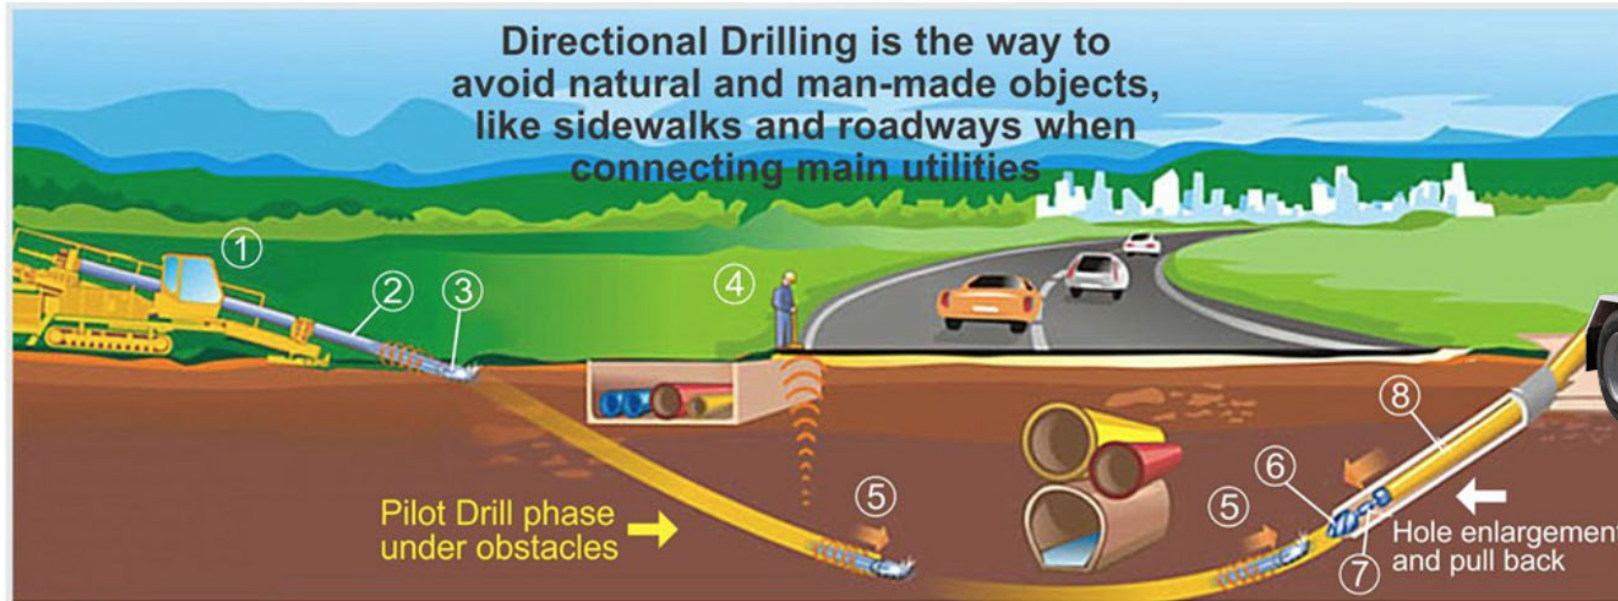 Directional Drilling is the way to
avoid natural and man-made objects,
like sidewalks and roadways when
connecting main utilities
1
2
3
4
5
Pilot Drill phase
under obstacles
5
6
7
8
Hole enlargement
and pull back